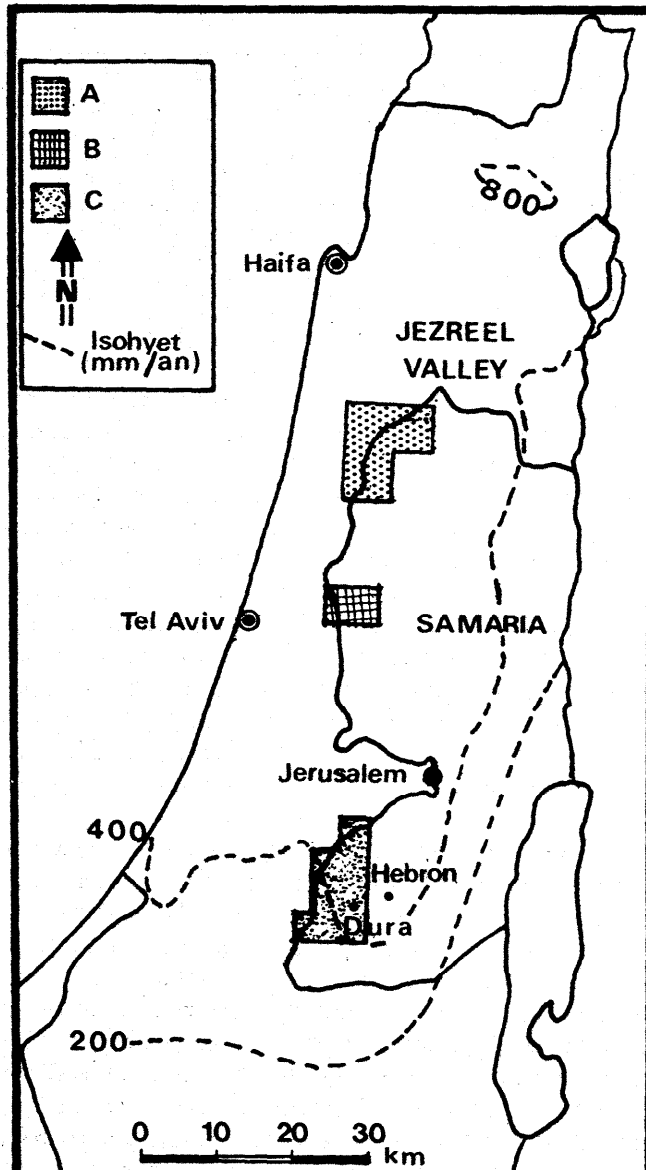 A
B
C
N
Isohyet
(mm/an)
800
Haifa
JEZREEL
VALLEY
Tel Aviv
SAMARIA
Jerusalem
400
Hebron
Dura
200
0 10 20 30
km